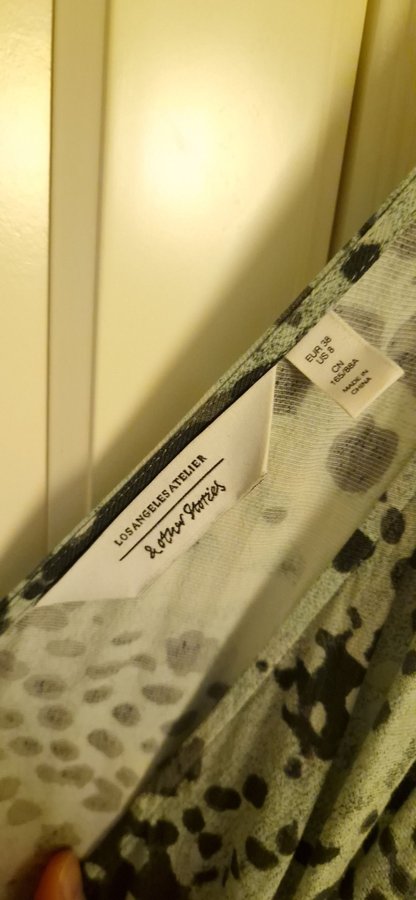 LOS ANGELES ATELIER
& other Stories
EUR 38
US 8
CN
165/88A
MADE IN
CHINA